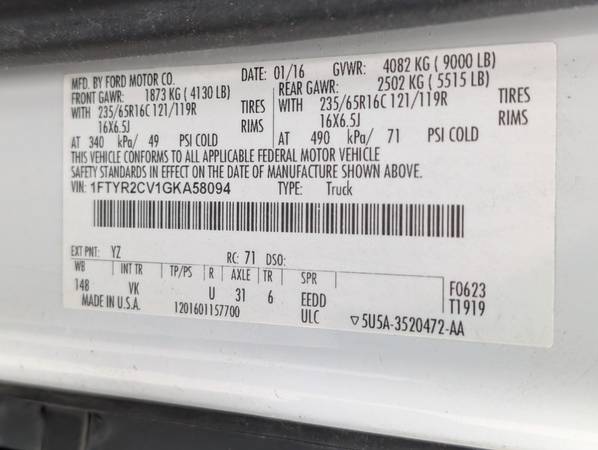 MFD. BY FORD MOTOR CO.
DATE: 01/16 GVWR: 4082 KG ( 9000 LB)
FRONT GAWR: 1873 KG ( 4130 LB) REAR GAWR: 2502 KG ( 5515 LB)
WITH 235/65R16C 121/119R TIRES WITH 235/65R16C 121/119R TIRES
16X6.5J RIMS 16X6.5J RIMS
AT 340 kPa/ 49 PSI COLD AT 490 kPa/ 71 PSI COLD
THIS VEHICLE CONFORMS TO ALL APPLICABLE FEDERAL MOTOR VEHICLE
SAFETY STANDARDS IN EFFECT ON THE DATE OF MANUFACTURE SHOWN ABOVE.
VIN: 1FTYR2CV1GKA58094 TYPE: Truck
EXT PNT: YZ RC: 71 DSO:
WB INT TR TP/PS R AXLE TR SPR
148 VK U 31 6 EEDD F0623
MADE IN U.S.A. 1201601157700 ULC T1919
▽5U5A-3520472-AA